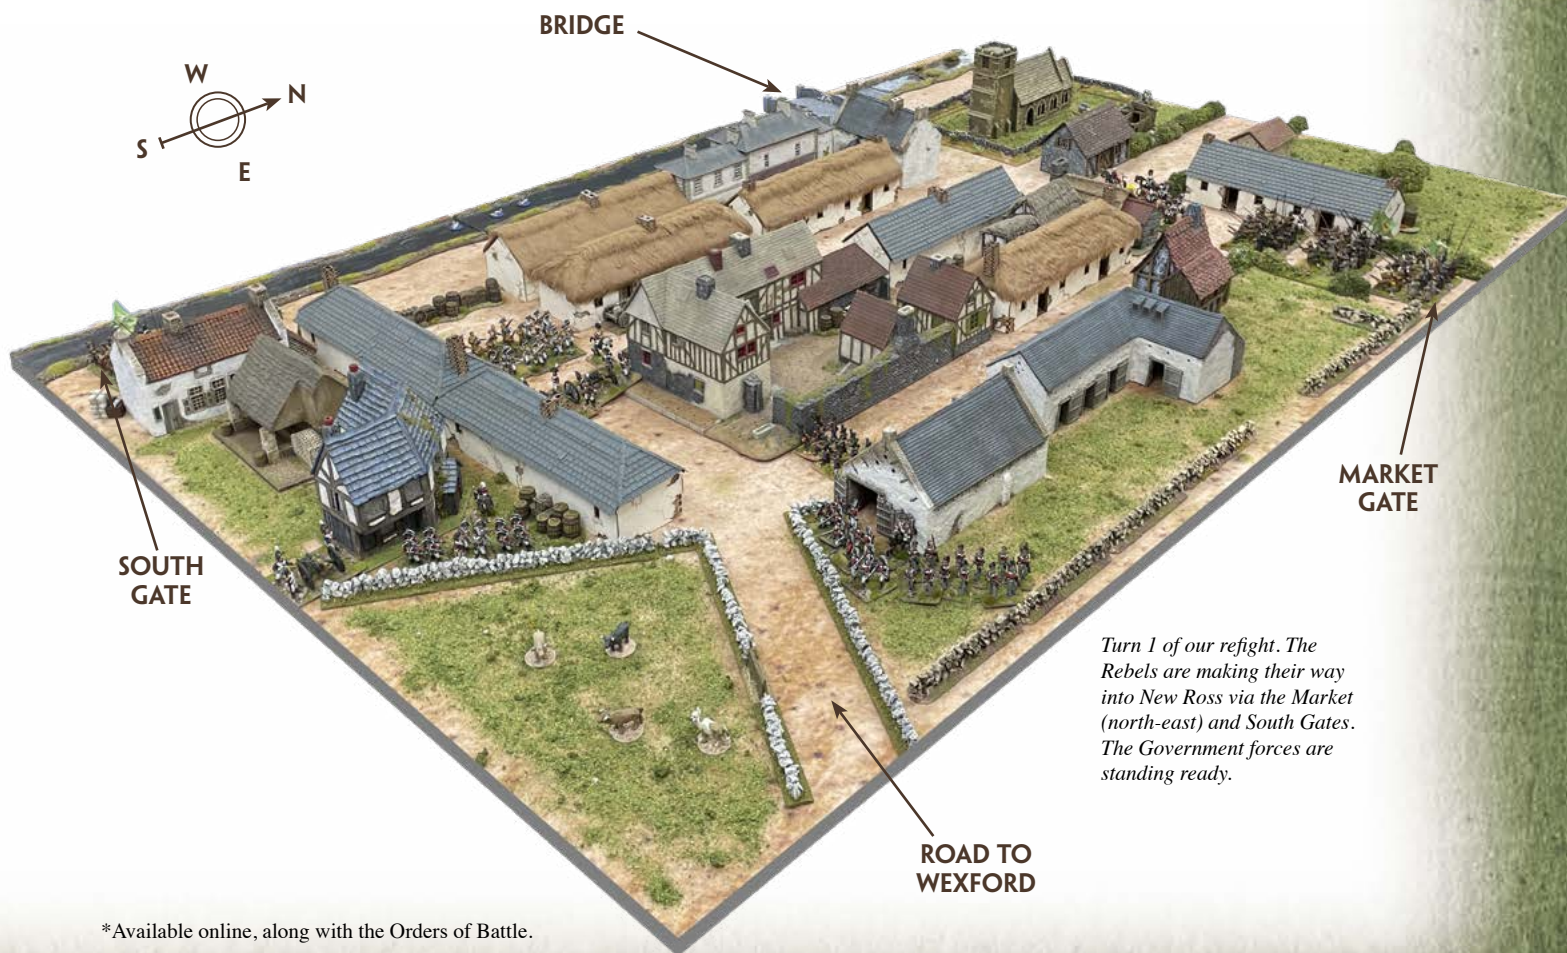 BRIDGE
W
N
S
E
SOUTH
GATE
MARKET
GATE
Turn 1 of our refight. The
Rebels are making their way
into New Ross via the Market
(north-east) and South Gates.
The Government forces are
standing ready.
ROAD TO
WEXFORD
*Available online, along with the Orders of Battle.